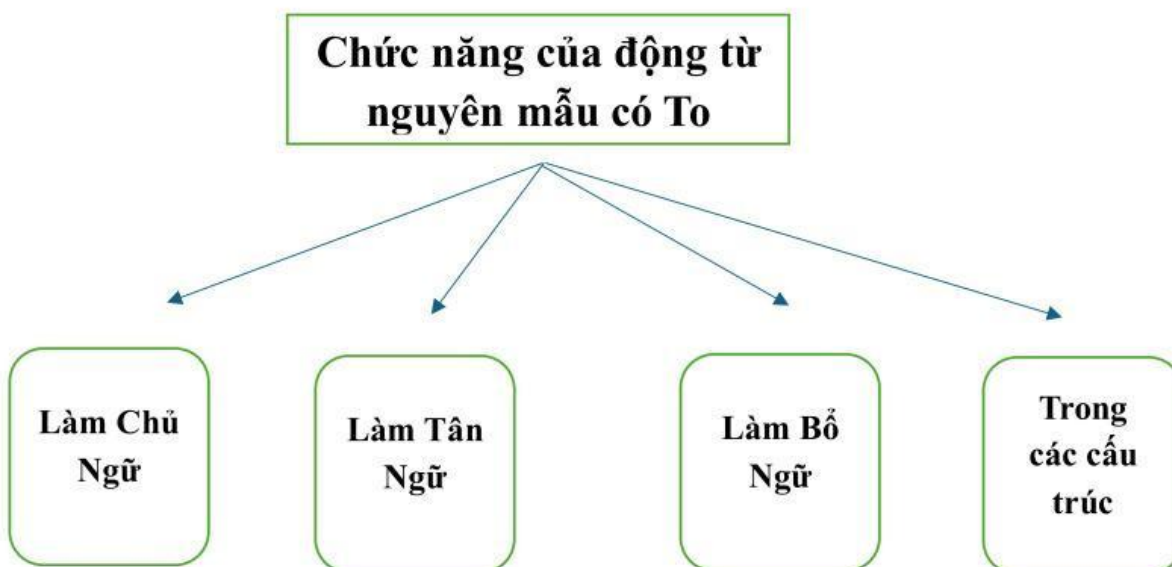 Chức năng của động từ
nguyên mẫu có To
Làm Chủ
Ngữ
Làm Tân
Ngữ
Làm Bổ
Ngữ
Trong
các cấu
trúc